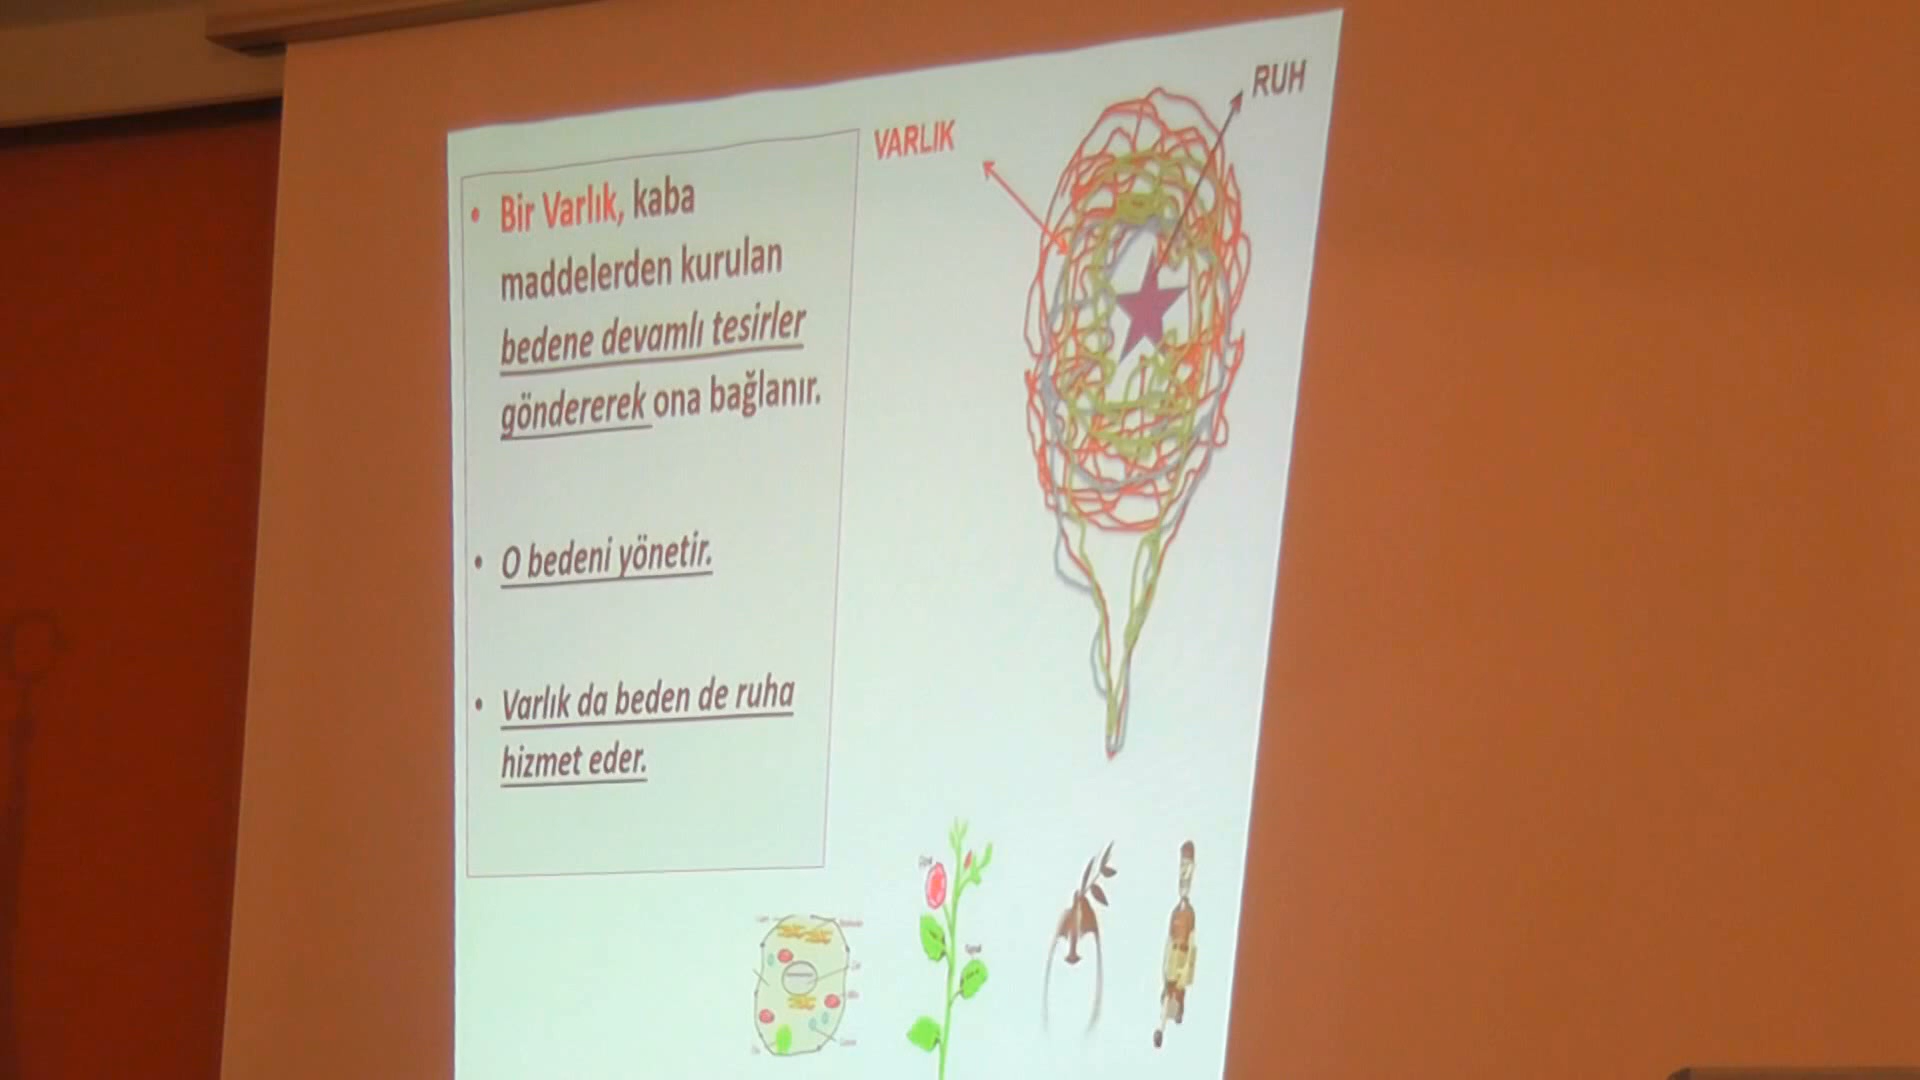 RUH
VARLIK
• Bir Varlık, kaba
maddelerden kurulan
bedene devamlı tesirler
göndererek ona bağlanır.
• O bedeni yönetir.
• Varlık da beden de ruha
hizmet eder.